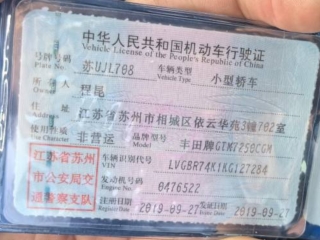 中华人民共和国机动车行驶证
Vehicle License of the People's Republic of China
号牌号码 苏UJL708 车辆类型 小型轿车
Plate No. Vehicle Type
所有人 捏昆
Owner
住址 江苏省苏州市相城区依云华苑3幢702室
Address
使用性质 非营运 品牌型号 丰田牌GTM7250CGM
Use Character Model
江苏省苏州市公安局交通警察支队
车辆识别代号 LVGBR74K1KG127284
VIN
发动机号码 0476522
Engine No.
注册日期 2019-09-27 发证日期 2019-09-27
Register Date Issue Date